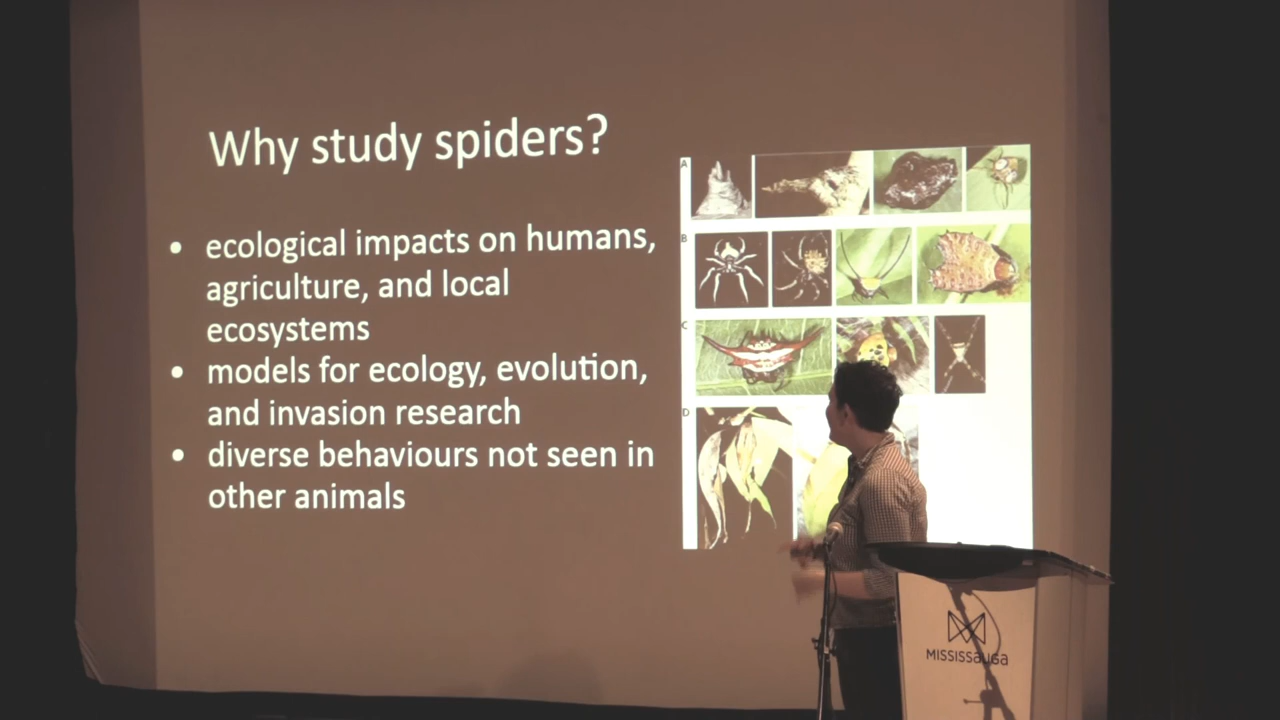 Why study spiders?
• ecological impacts on humans,
agriculture, and local
ecosystems
• models for ecology, evolution,
and invasion research
• diverse behaviours not seen in
other animals
A
B
C
D
MISSISSAUGA